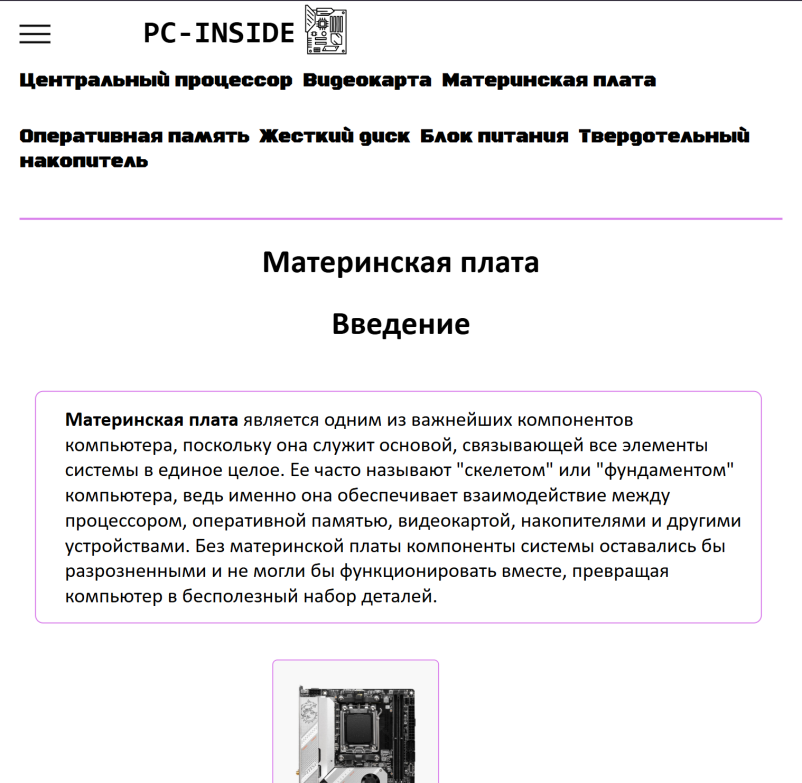 PC-INSIDE
Центральный процессор Видеокарта Материнская плата
Оперативная память Жесткий диск Блок питания Твердотельный
накопитель
Материнская плата
Введение
Материнская плата является одним из важнейших компонентов
компьютера, поскольку она служит основой, связывающей все элементы
системы в единое целое. Ее часто называют "скелетом" или "фундаментом"
компьютера, ведь именно она обеспечивает взаимодействие между
процессором, оперативной памятью, видеокартой, накопителями и другими
устройствами. Без материнской платы компоненты системы оставались бы
разрозненными и не могли бы функционировать вместе, превращая
компьютер в бесполезный набор деталей.